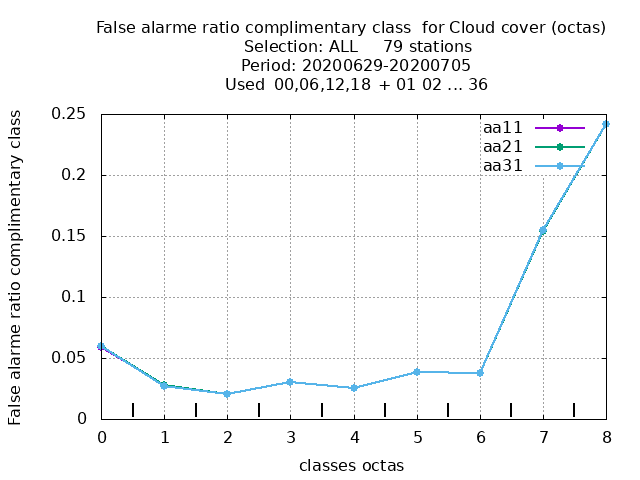 False alarme ratio complimentary class  for Cloud cover (octas)
Selection: ALL     79 stations
Period: 20200629-20200705
Used  00,06,12,18 + 01 02 ... 36
False alarme ratio complimentary class
0.25
0.2
0.15
0.1
0.05
0
aa11
aa21
aa31
0 1 2 3 4 5 6 7 8
classes octas